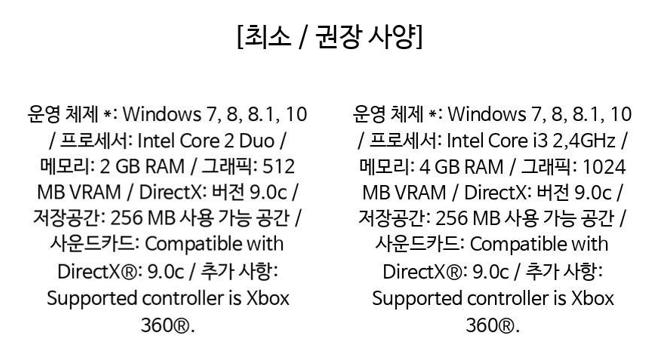 [최소 / 권장 사양]
운영 체제 *: Windows 7, 8, 8.1, 10
/ 프로세서: Intel Core 2 Duo /
메모리: 2 GB RAM / 그래픽: 512
MB VRAM / DirectX: 버전 9.0c /
저장공간: 256 MB 사용 가능 공간 /
사운드카드: Compatible with
DirectX®: 9.0c / 추가 사항:
Supported controller is Xbox
360®.
운영 체제 *: Windows 7, 8, 8.1, 10
/ 프로세서: Intel Core i3 2,4GHz /
메모리: 4 GB RAM / 그래픽: 1024
MB VRAM / DirectX: 버전 9.0c /
저장공간: 256 MB 사용 가능 공간 /
사운드카드: Compatible with
DirectX®: 9.0c / 추가 사항:
Supported controller is Xbox
360®.